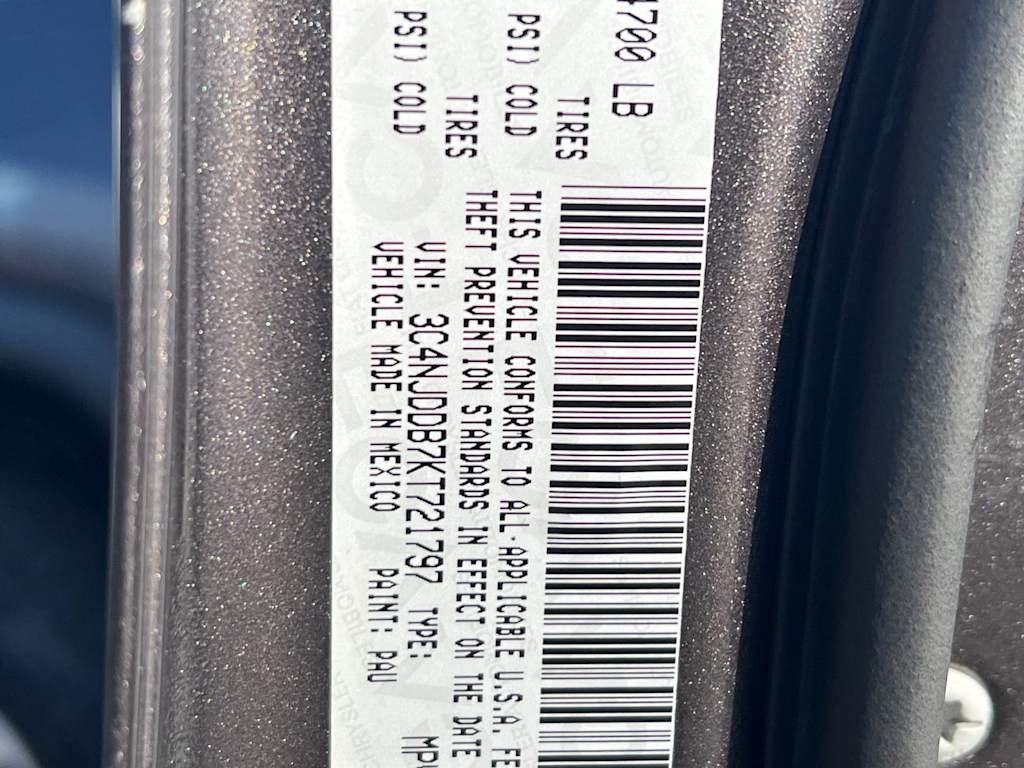 4700 LB
TIRES
PSI) COLD
TIRES
PSI) COLD
THIS VEHICLE CONFORMS TO ALL APPLICABLE U.S.A. FE
THEFT PREVENTION STANDARDS IN EFFECT ON THE DATE
VIN: 3C4NJDDB7KT721797 TYPE: MPV
VEHICLE MADE IN MEXICO PAINT: PAU